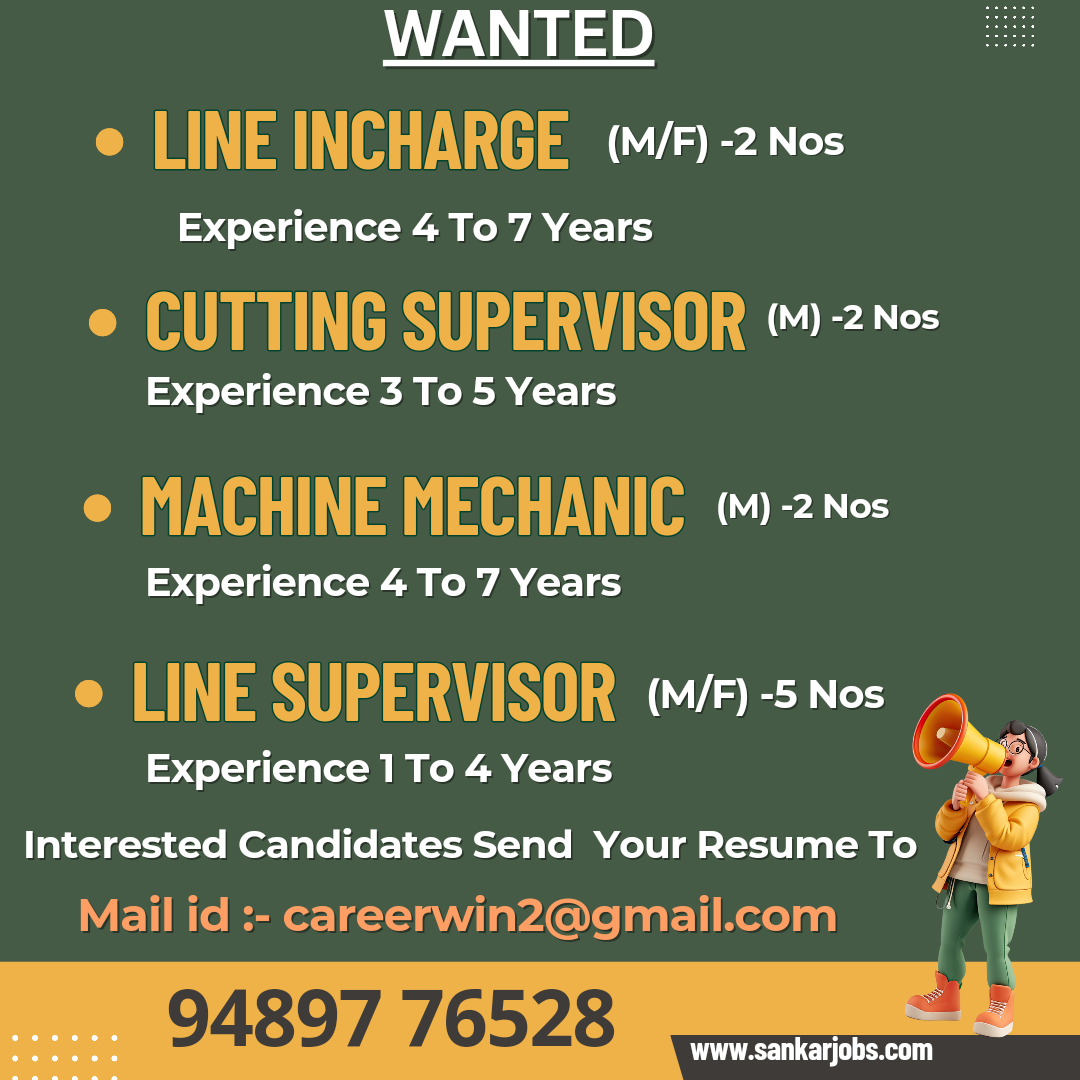 WANTED
LINE INCHARGE (M/F) -2 Nos
Experience 4 To 7 Years
CUTTING SUPERVISOR (M) -2 Nos
Experience 3 To 5 Years
MACHINE MECHANIC (M) -2 Nos
Experience 4 To 7 Years
LINE SUPERVISOR (M/F) -5 Nos
Experience 1 To 4 Years
Interested Candidates Send Your Resume To
Mail id :- careerwin2@gmail.com
94897 76528
www.sankarjobs.com